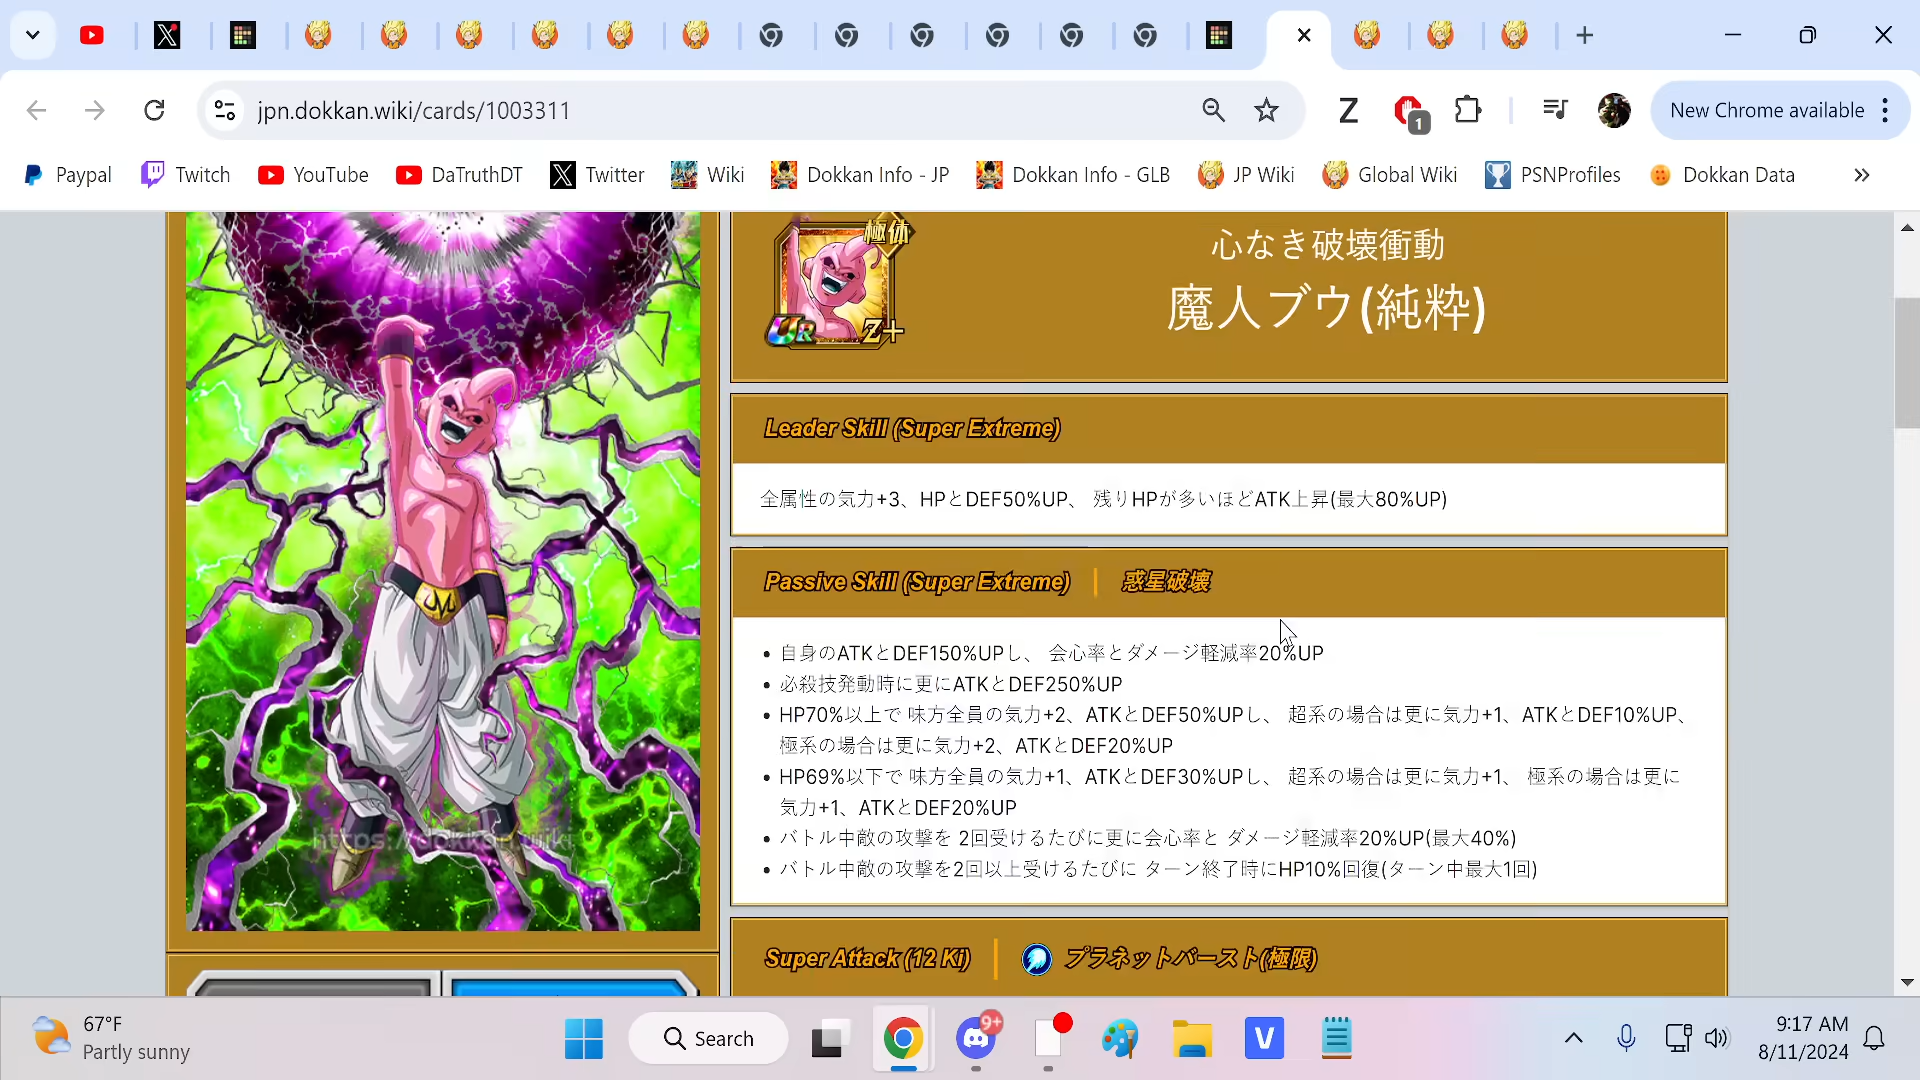 jpn.dokkan.wiki/cards/1003311
1
New Chrome available
Paypal
Twitch
YouTube
DaTruthDT
Twitter
Wiki
Dokkan Info - JP
Dokkan Info - GLB
JP Wiki
Global Wiki
PSNProfiles
Dokkan Data
極体
UR
Z+
心なき破壊衝動
魔人ブウ(純粋)
Leader Skill (Super Extreme)
全属性の気力+3、HPとDEF50%UP、 残りHPが多いほどATK上昇(最大80%UP)
Passive Skill (Super Extreme) | 惑星破壊
• 自身のATKとDEF150%UPし、 会心率とダメージ軽減率20%UP
• 必殺技発動時に更にATKとDEF250%UP
• HP70%以上で 味方全員の気力+2、ATKとDEF50%UPし、 超系の場合は更に気力+1、ATKとDEF10%UP、
極系の場合は更に気力+2、ATKとDEF20%UP
• HP69%以下で 味方全員の気力+1、ATKとDEF30%UPし、 超系の場合は更に気力+1、 極系の場合は更に
気力+1、ATKとDEF20%UP
• バトル中敵の攻撃を 2回受けるたびに更に会心率と ダメージ軽減率20%UP(最大40%)
• バトル中敵の攻撃を2回以上受けるたびに ターン終了時にHP10%回復(ターン中最大1回)
https://dokkan.wiki
Super Attack (12 Ki) | プラネットバースト(極限)
67°F
Partly sunny
Search
9+
9:17 AM
8/11/2024